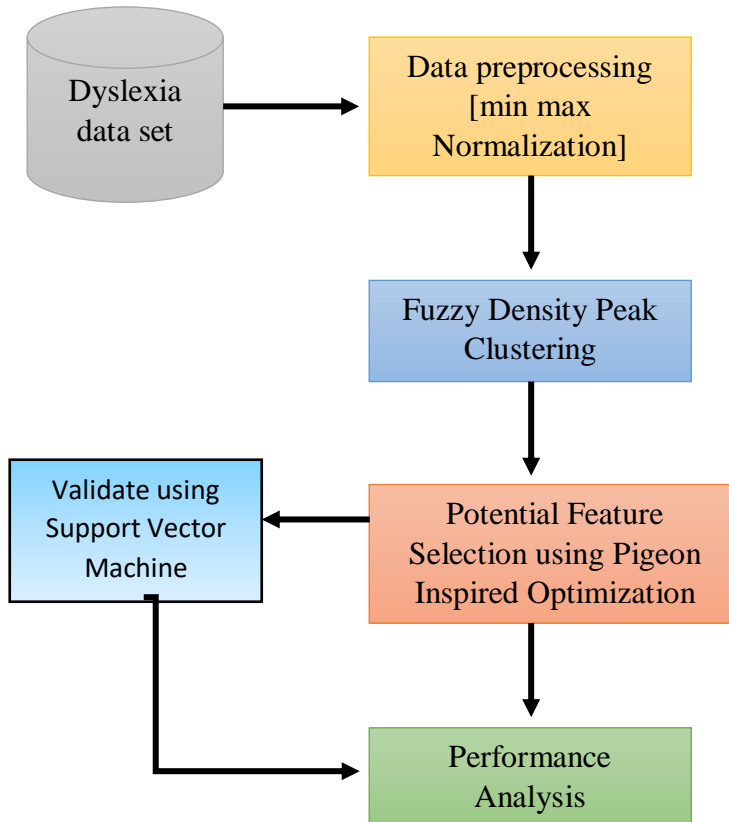 Dyslexia
data set
Data preprocessing
[min max
Normalization]
Fuzzy Density Peak
Clustering
Validate using
Support Vector
Machine
Potential Feature
Selection using Pigeon
Inspired Optimization
Performance
Analysis